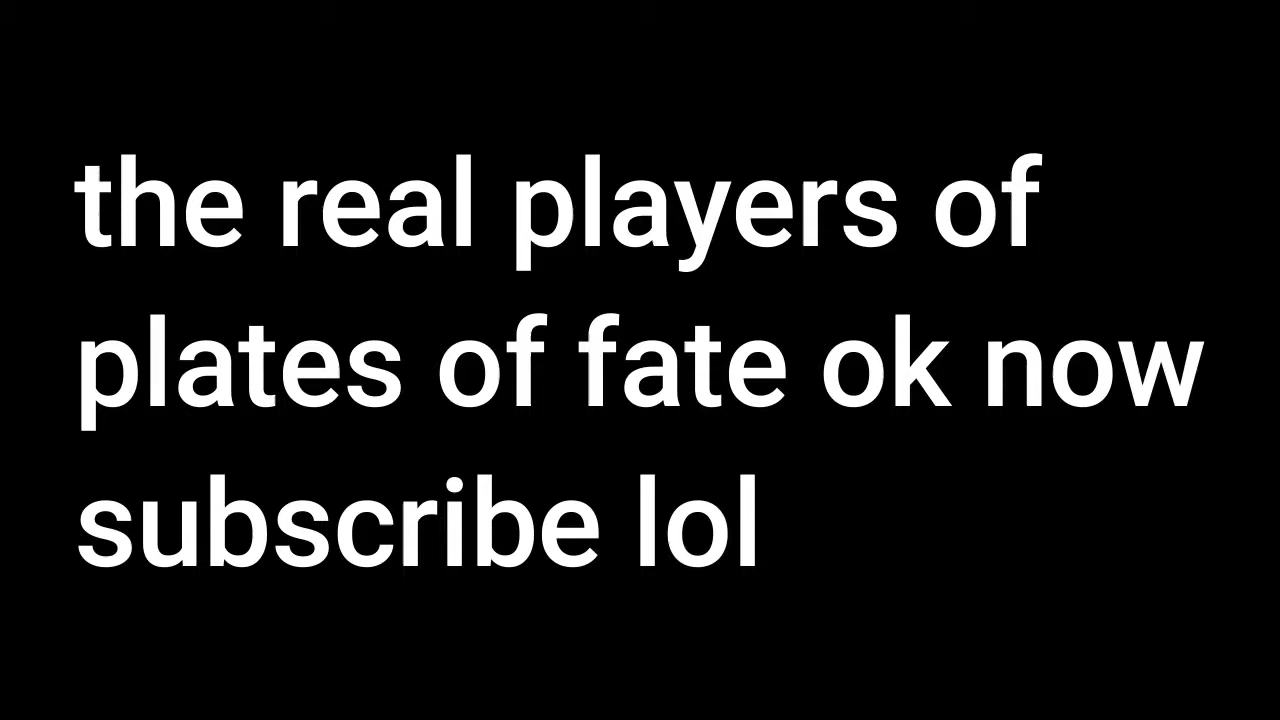 the real players of
plates of fate ok now
subscribe lol